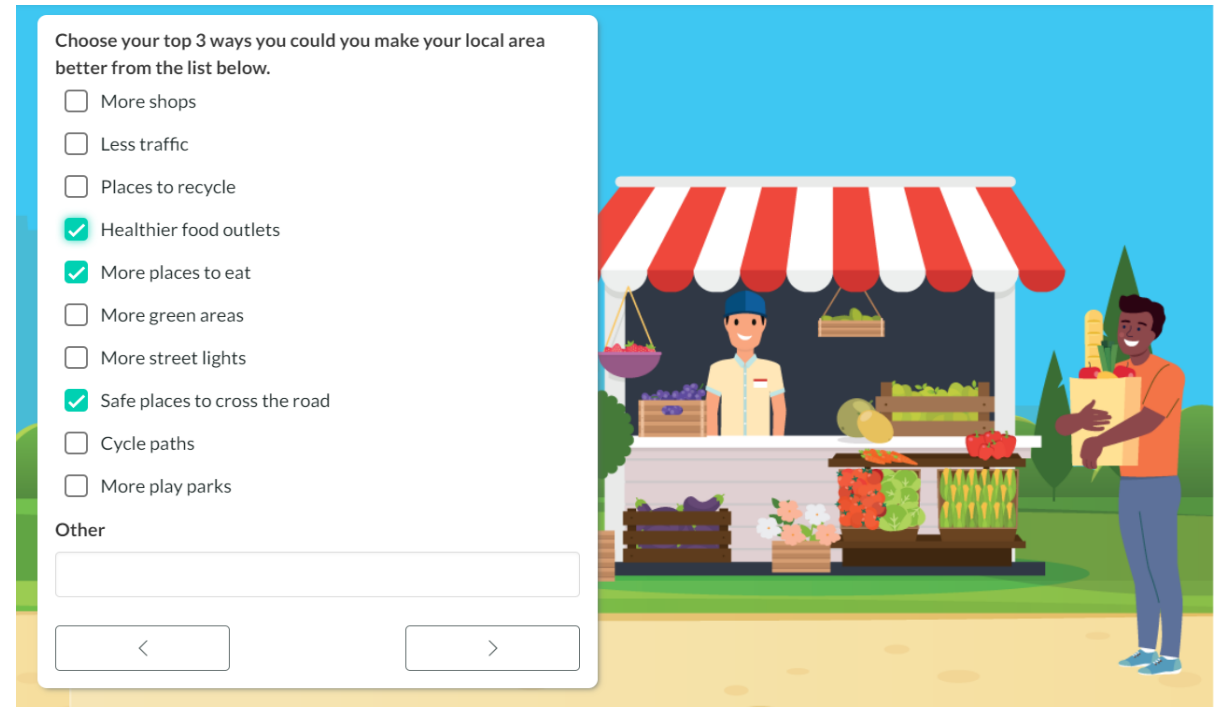 Choose your top 3 ways you could you make your local area
better from the list below.
More shops
Less traffic
Places to recycle
Healthier food outlets
More places to eat
More green areas
More street lights
Safe places to cross the road
Cycle paths
More play parks
Other